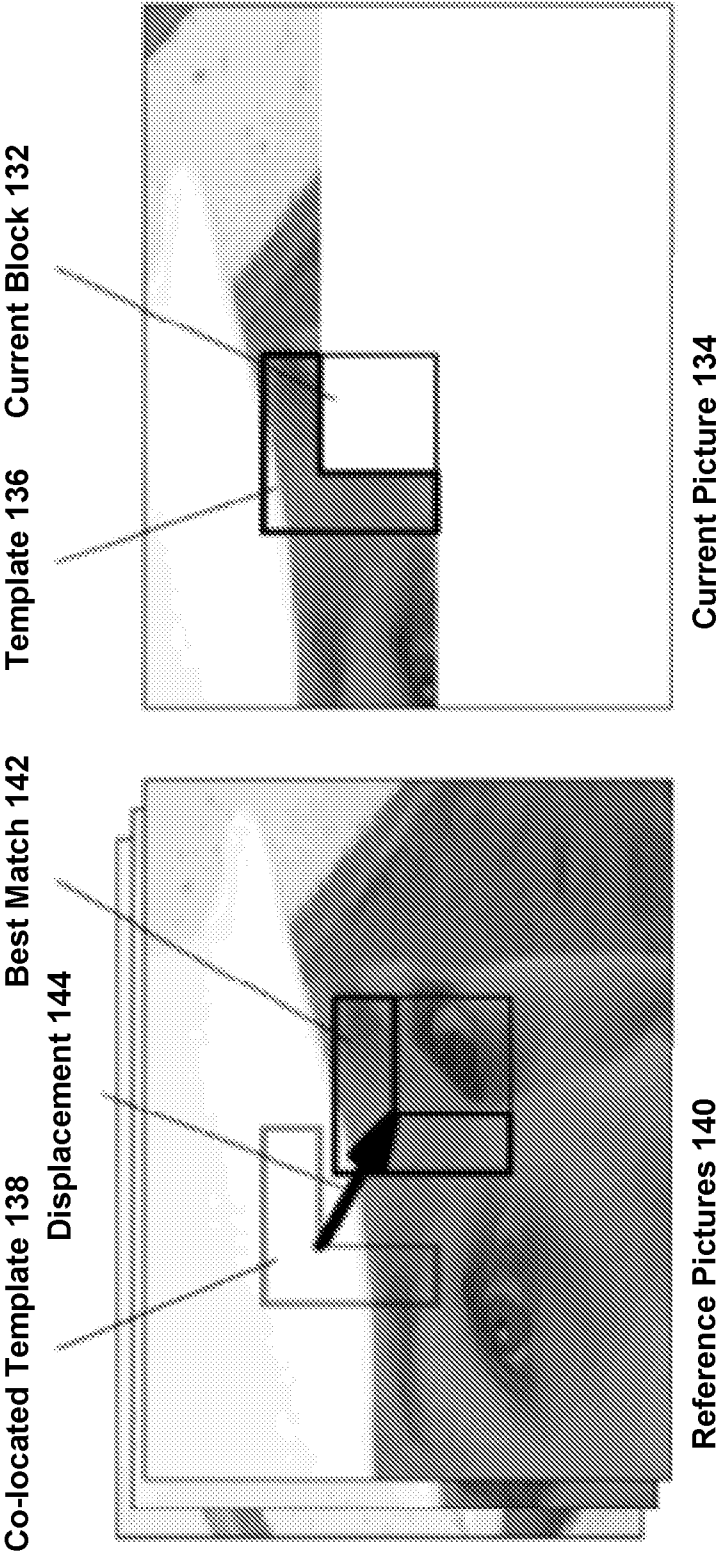 Co-located Template 138
Displacement 144
Best Match 142
Template 136
Current Block 132
Reference Pictures 140
Current Picture 134